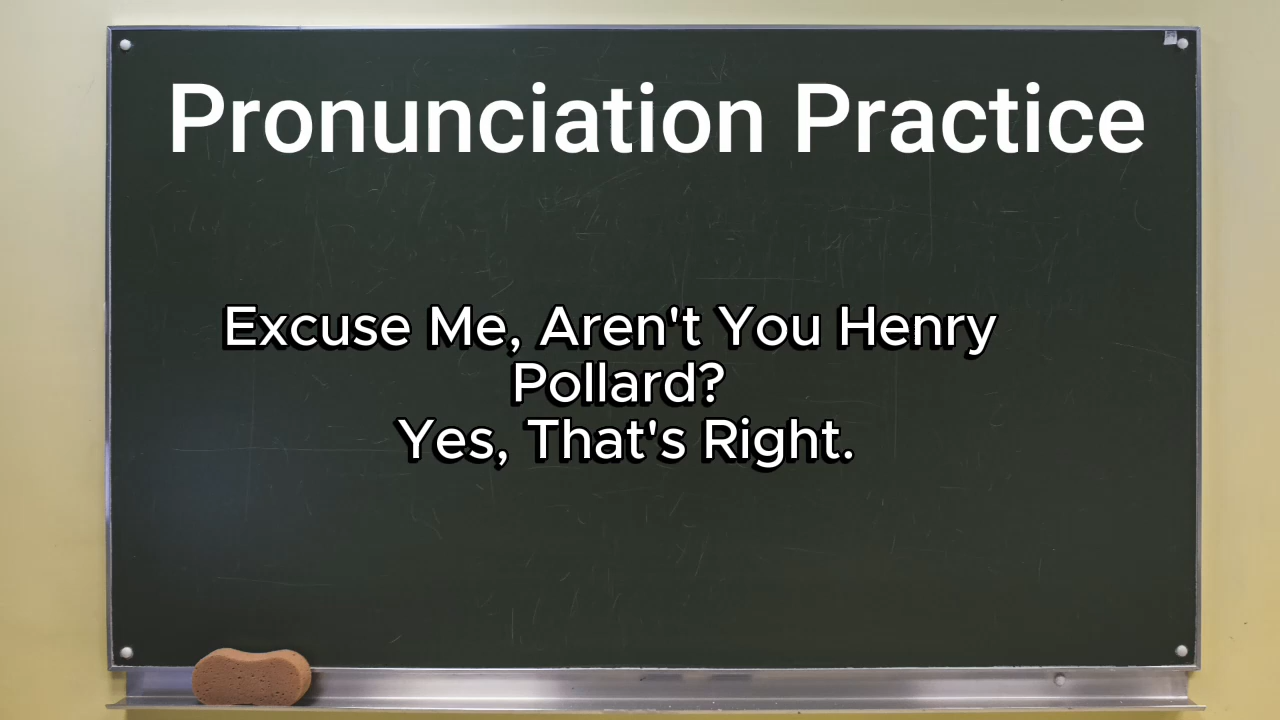 Pronunciation Practice
Excuse Me, Aren't You Henry
Pollard?
Yes, That's Right.